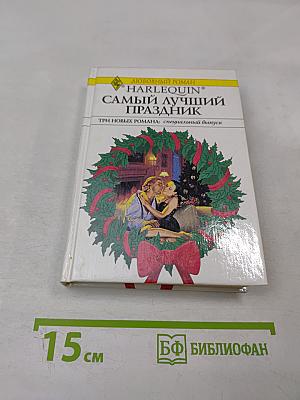 ЛЮБОВНЫЙ РОМАН
HARLEQUIN®
САМЫЙ ЛУЧШИЙ
ПРАЗДНИК
ТРИ НОВЫХ РОМАНА: специальный выпуск
15 см
БФ БИБЛИОФАН